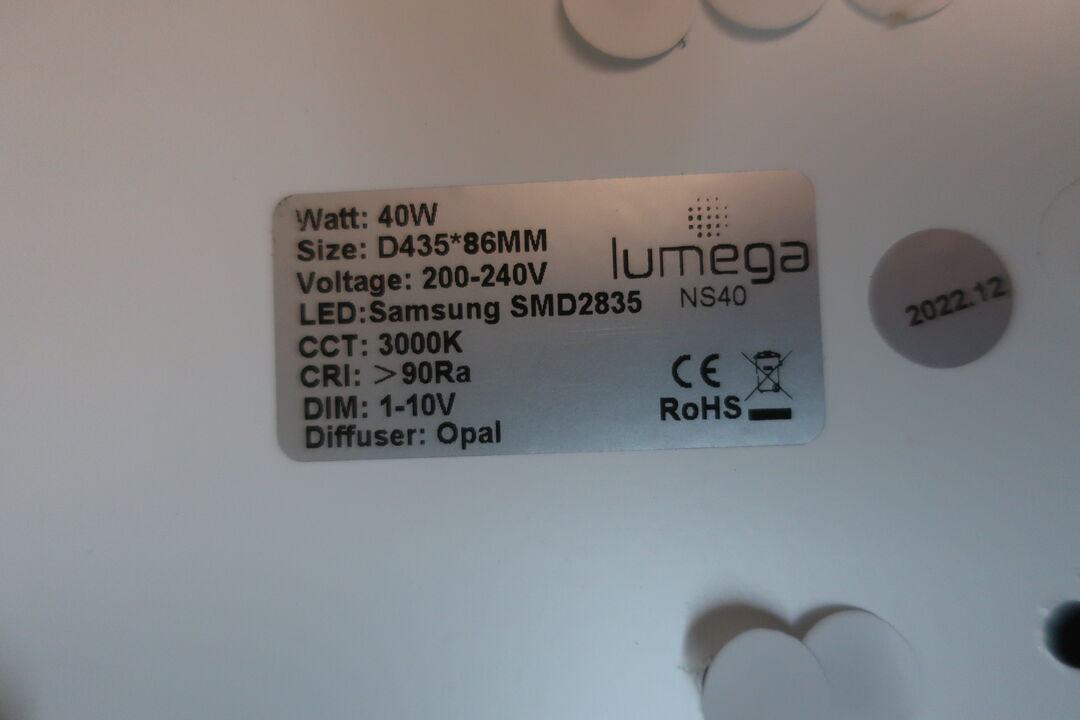 Watt: 40W
Size: D435*86MM
Voltage: 200-240V
LED:Samsung SMD2835
CCT: 3000K
CRI: >90Ra
DIM: 1-10V
Diffuser: Opal
lumega
NS40
CE
RoHS
2022.12